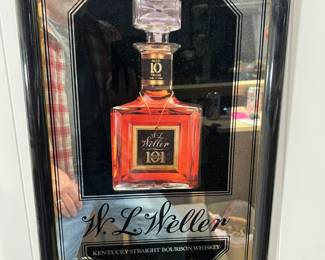 10
W.L.
Weller
101
W.L.Weller
KENTUCKY STRAIGHT BOURBON WHISKEY